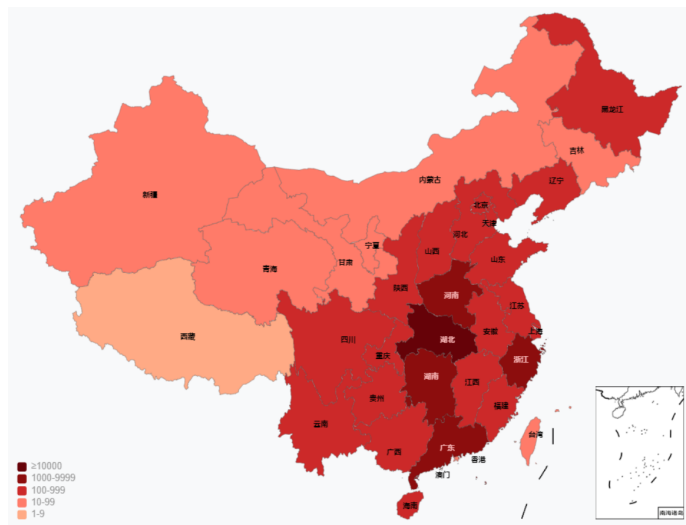 黑龙江
吉林
辽宁
内蒙古
新疆
北京
天津
河北
山西
山东
宁夏
青海
甘肃
陕西
河南
江苏
西藏
四川
湖北
安徽
上海
重庆
浙江
湖南
江西
贵州
福建
云南
广西
广东
台湾
香港
澳门
海南
南海诸岛
≥10000
1000-9999
100-999
10-99
1-9